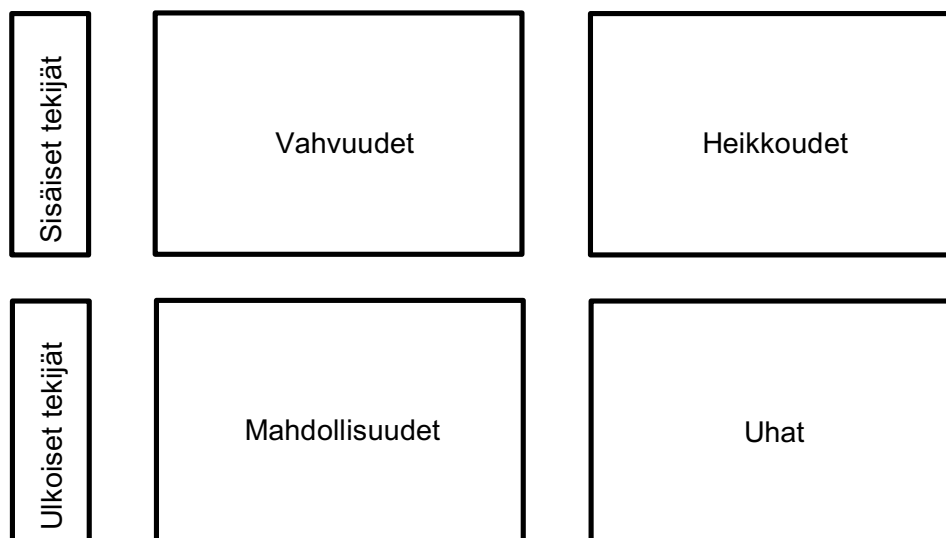 Sisäiset tekijät
Vahvuudet
Heikkoudet
Ulkoiset tekijät
Mahdollisuudet
Uhat